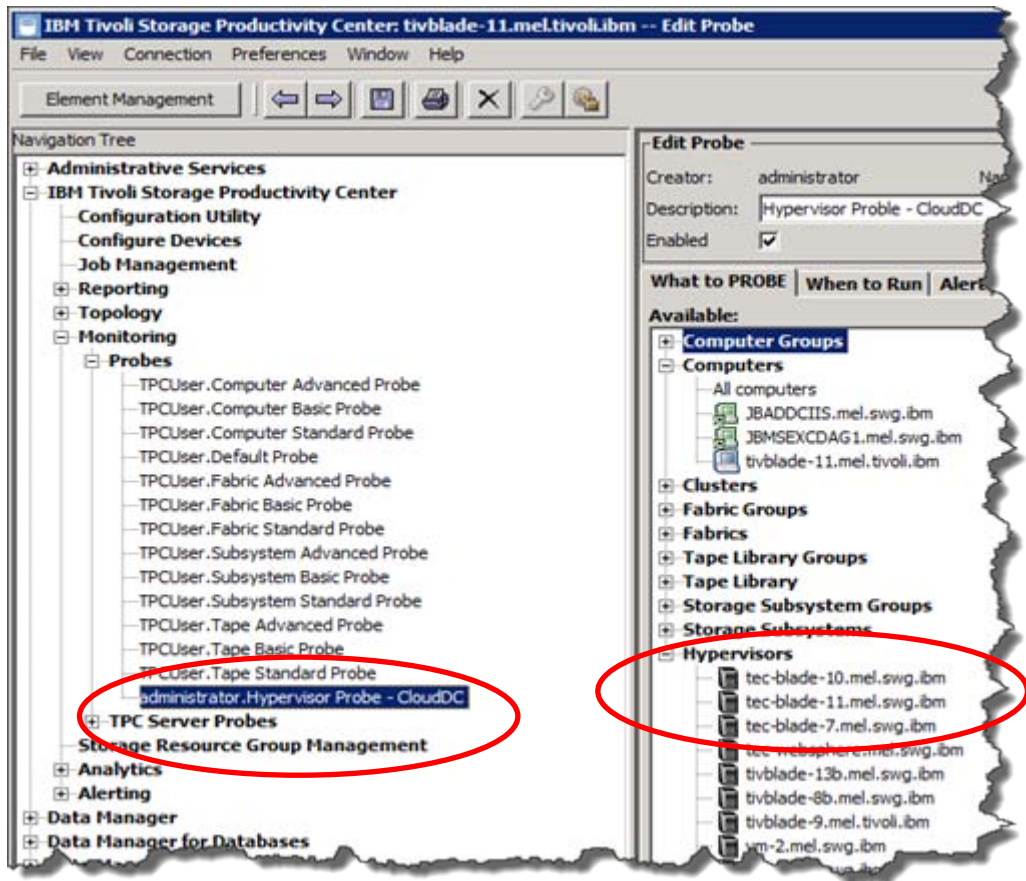 IBM Tivoli Storage Productivity Center: tivblade-11.mel.tivoli.ibm -- Edit Probe
File View Connection Preferences Window Help
Element Management
Navigation Tree
Administrative Services
IBM Tivoli Storage Productivity Center
Configuration Utility
Configure Devices
Job Management
Reporting
Topology
Monitoring
Probes
TPCUser.Computer Advanced Probe
TPCUser.Computer Basic Probe
TPCUser.Computer Standard Probe
TPCUser.Default Probe
TPCUser.Fabric Advanced Probe
TPCUser.Fabric Basic Probe
TPCUser.Fabric Standard Probe
TPCUser.Subsystem Advanced Probe
TPCUser.Subsystem Basic Probe
TPCUser.Subsystem Standard Probe
TPCUser.Tape Advanced Probe
TPCUser.Tape Basic Probe
TPCUser.Tape Standard Probe
administrator.Hypervisor Probe - CloudDC
TPC Server Probes
Storage Resource Group Management
Analytics
Alerting
Data Manager
Data Manager for Databases
Edit Probe
Creator: administrator
Description: Hypervisor Proble - CloudDC
Enabled
What to PROBE When to Run Alert
Available:
Computer Groups
Computers
All computers
JBADDCIIS.mel.swg.ibm
JBMSEXCDAG1.mel.swg.ibm
tivblade-11.mel.tivoli.ibm
Clusters
Fabric Groups
Fabrics
Tape Library Groups
Tape Library
Storage Subsystem Groups
Storage Subsystems
Hypervisors
tec-blade-10.mel.swg.ibm
tec-blade-11.mel.swg.ibm
tec-blade-7.mel.swg.ibm
tec-websphere.mel.swg.ibm
tivblade-13b.mel.swg.ibm
tivblade-8b.mel.swg.ibm
tivblade-9.mel.tivoli.ibm
vm-2.mel.swg.ibm